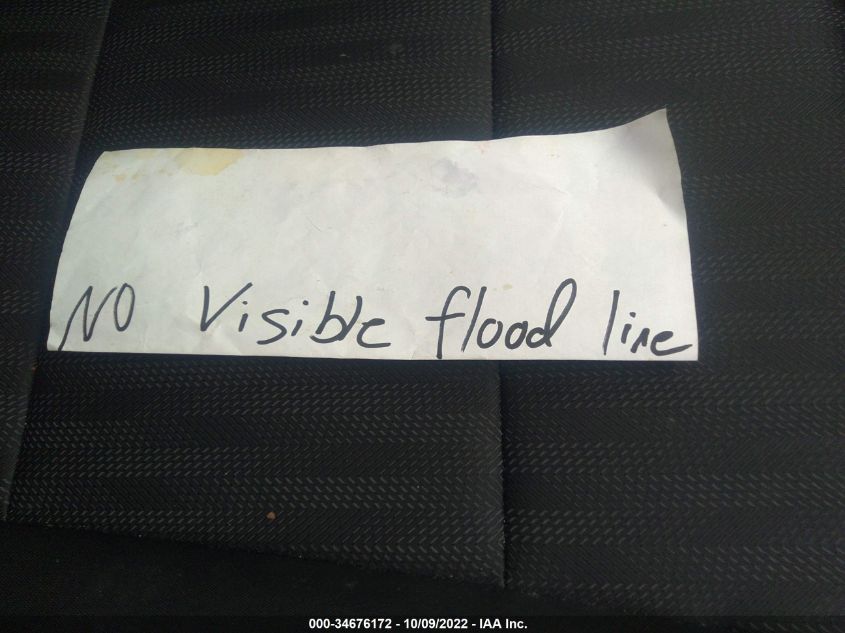 NO Visible flood line
000-34676172 - 10/09/2022 - IAA Inc.